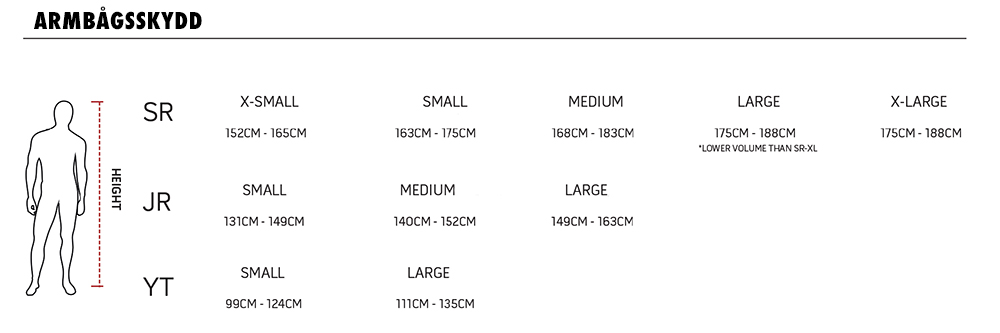 ARMBÅGSSKYDD
SR
X-SMALL SMALL MEDIUM LARGE X-LARGE
152CM - 165CM 163CM - 175CM 168CM - 183CM 175CM - 188CM 175CM - 188CM
*LOWER VOLUME THAN SR-XL
HEIGHT
JR
SMALL MEDIUM LARGE
131CM - 149CM 140CM - 152CM 149CM - 163CM
YT
SMALL LARGE
99CM - 124CM 111CM - 135CM